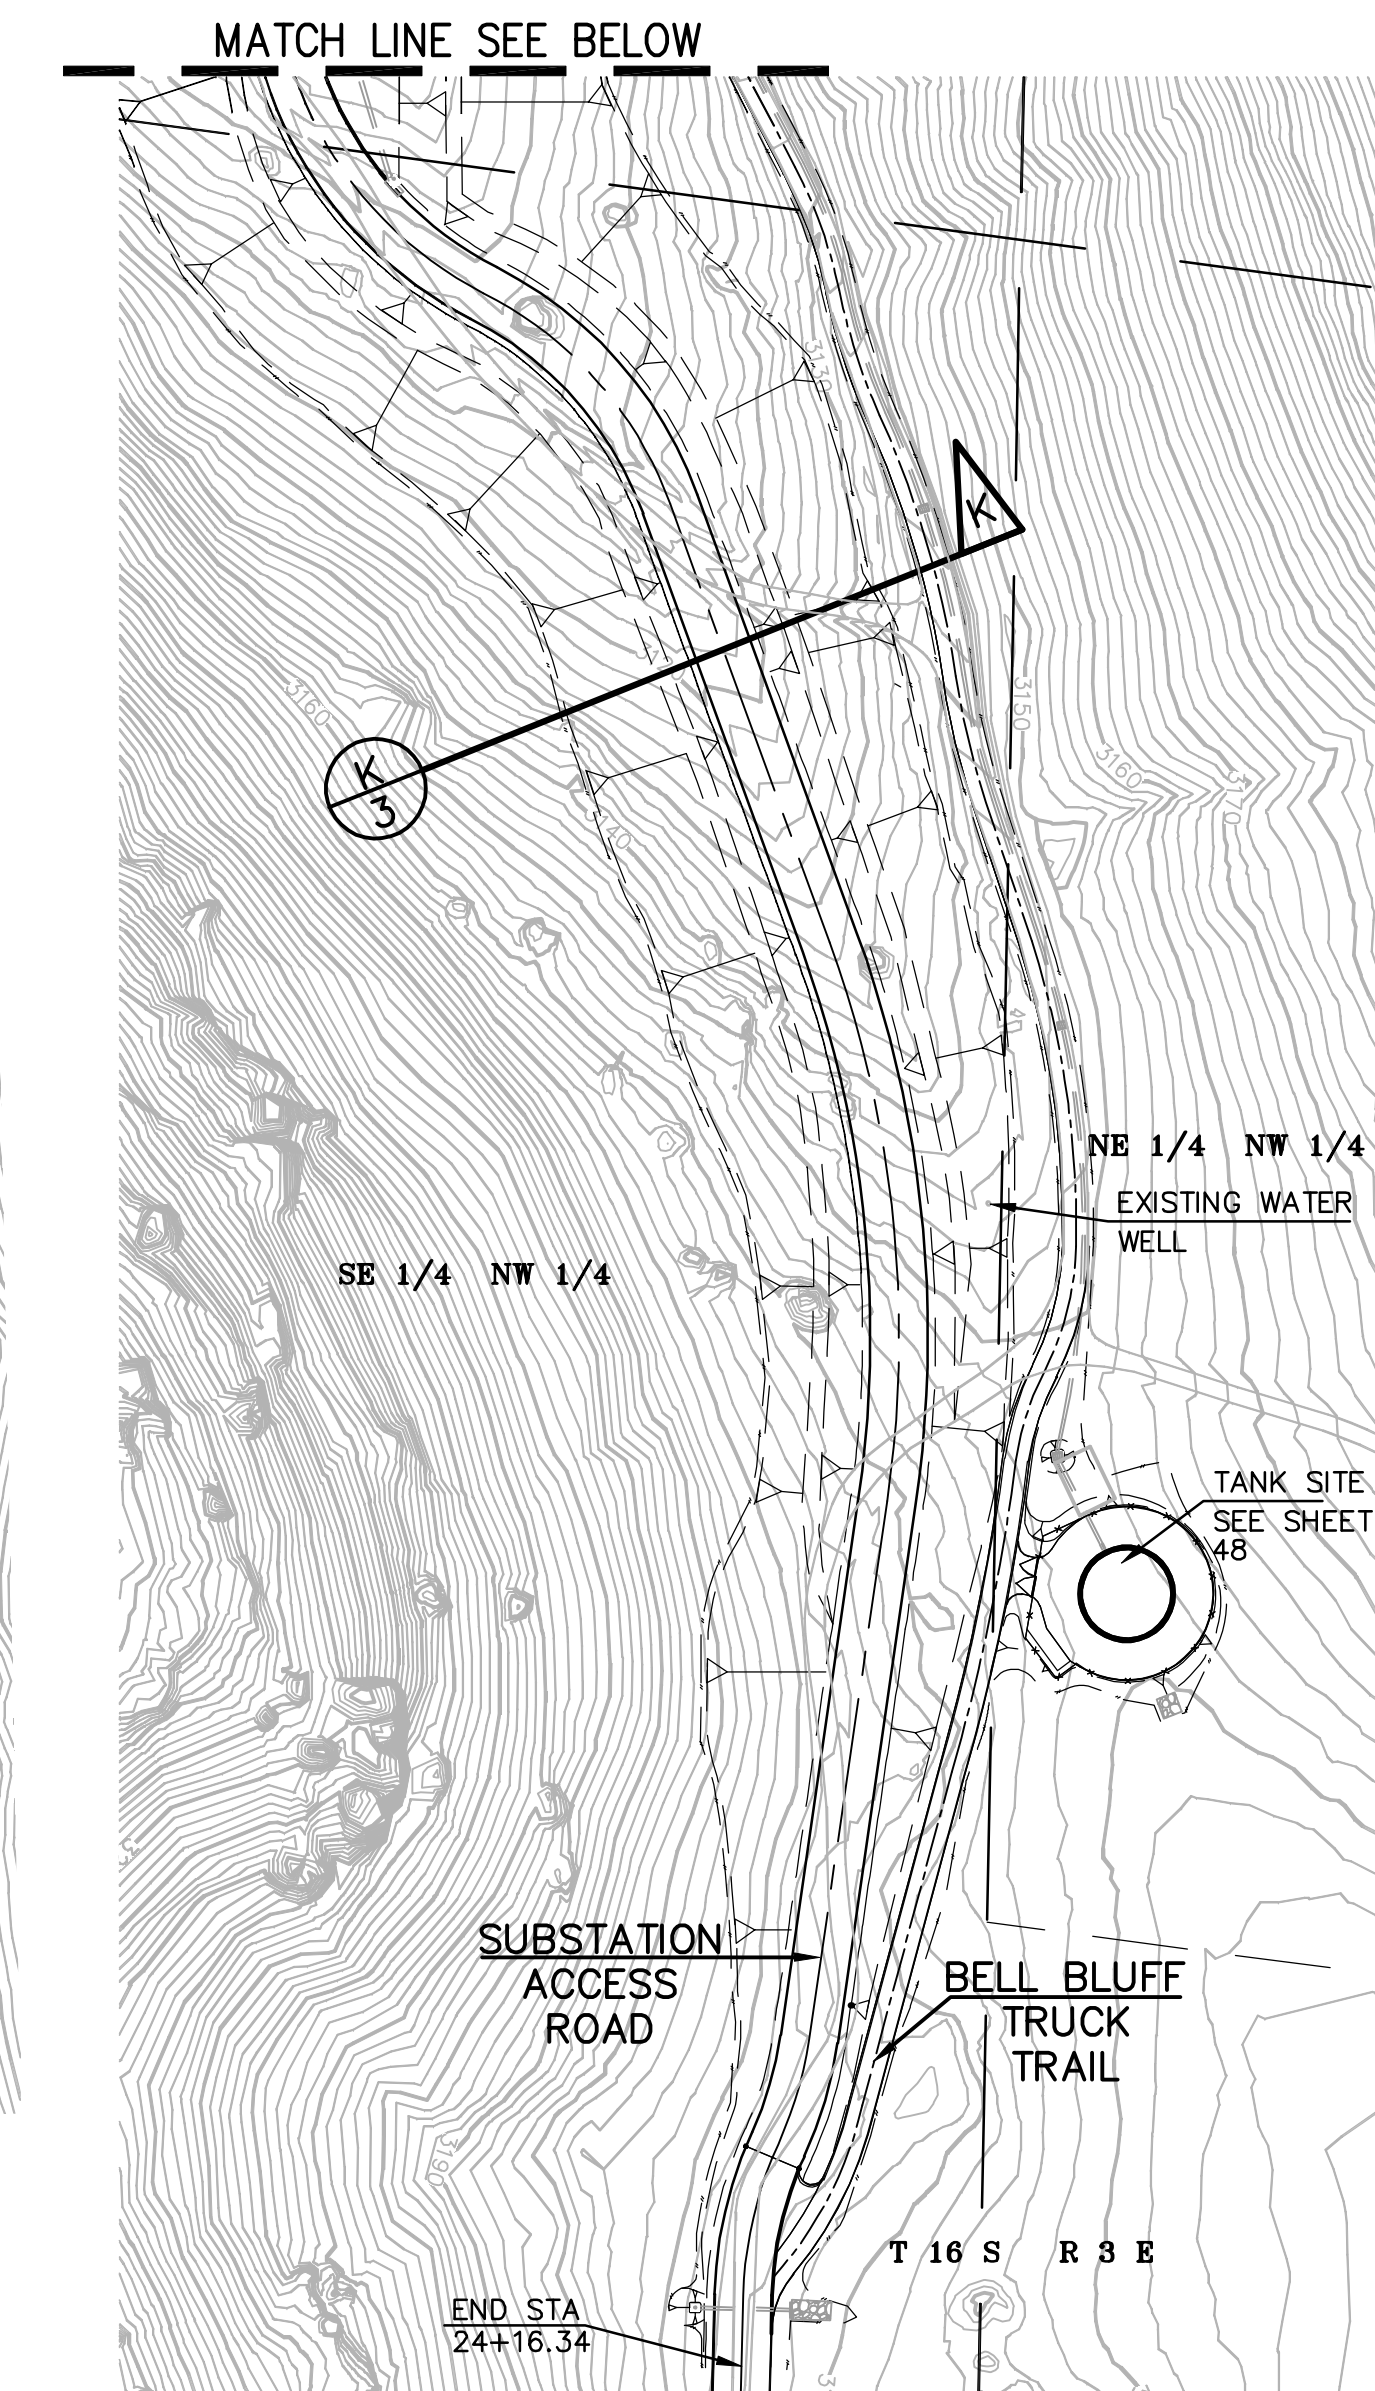 MATCH LINE SEE BELOW
3130
K
3150
3160
3160
3170
K
3
3140
NE 1/4 NW 1/4
EXISTING WATER
WELL
SE 1/4 NW 1/4
TANK SITE
SEE SHEET
48
SUBSTATION
ACCESS
ROAD
BELL BLUFF
TRUCK
TRAIL
3190
T 16 S R 3 E
END STA
24+16.34